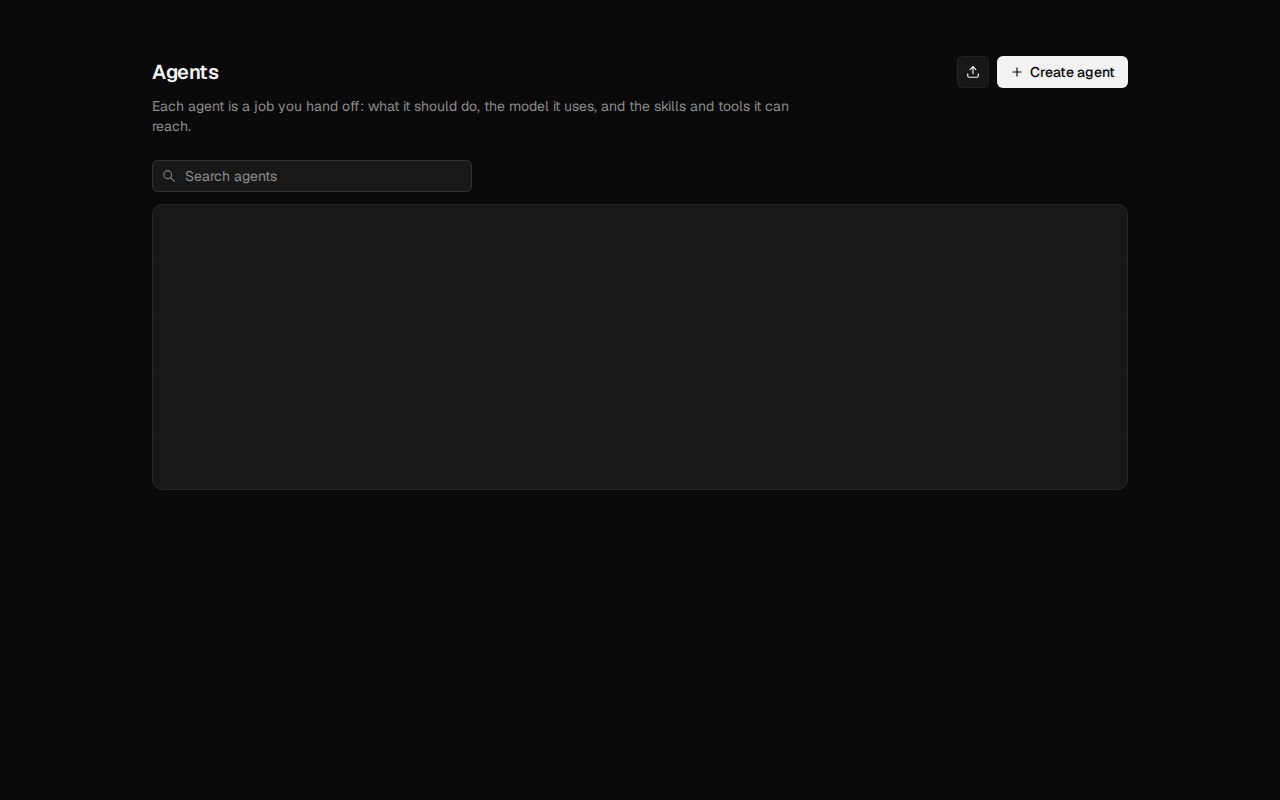 Agents
Create agent
Each agent is a job you hand off: what it should do, the model it uses, and the skills and tools it can
reach.
Search agents